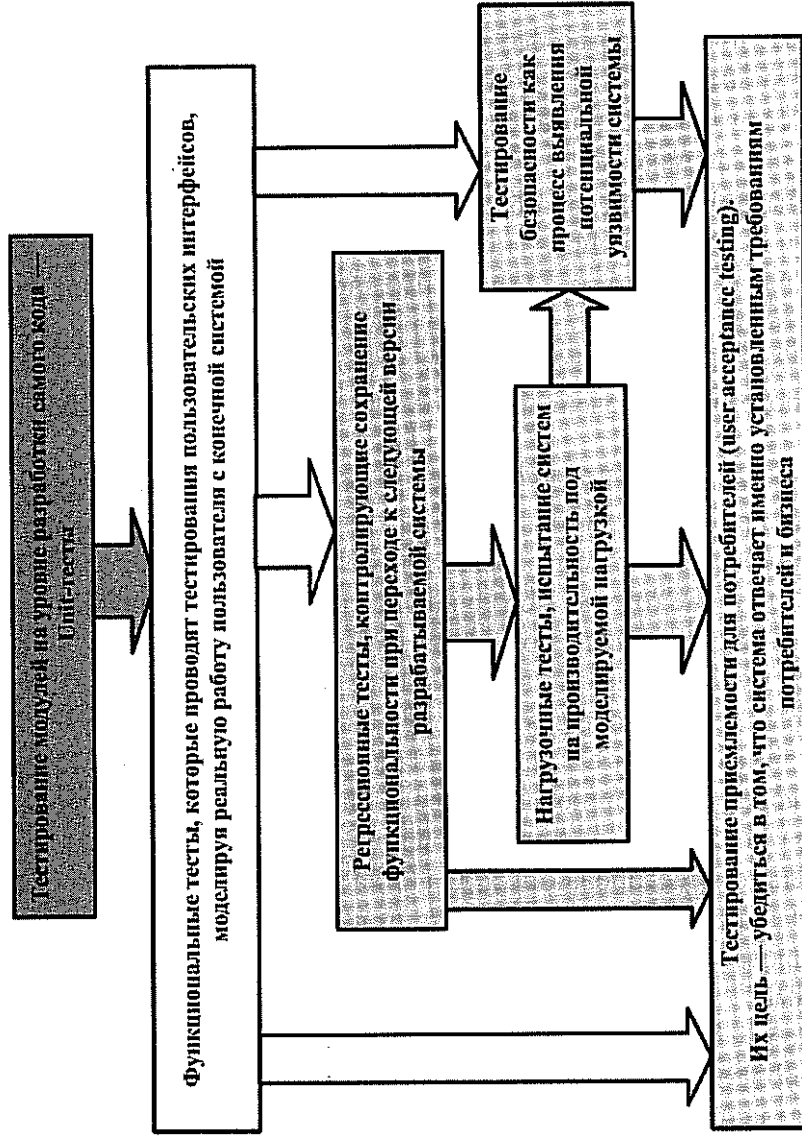 Тестирование модулей на уровне разработки самого кода —
Unit-тесты
Функциональные тесты, которые проводят тестирования пользовательских интерфейсов,
моделируя реальную работу пользователя с конечной системой
Регрессионные тесты, контролирующие сохранение
функциональности при переходе к следующей версии
разрабатываемой системы
Нагрузочные тесты, испытание систем
на производительность под
моделируемой нагрузкой
Тестирование
безопасности как
процесс выявления
потенциальной
уязвимости системы
Тестирование приемлемости для потребителей (user acceptance testing).
Их цель — убедиться в том, что система отвечает именно установленным требованиям
потребителей и бизнеса